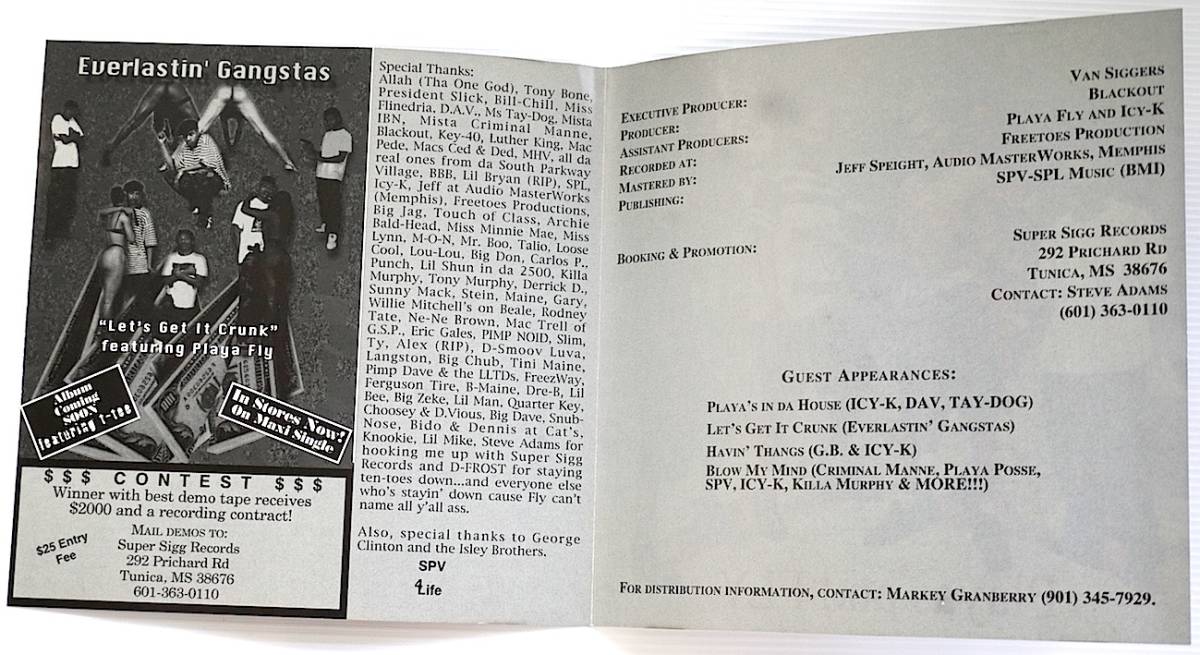 Everlastin' Gangstas
"Let's Get It Crunk"
featuring Playa Fly
Album
Coming
SOON
featuring T-tee
In Stores Now!
On Maxi Single
$ $ $ CONTEST $ $ $
Winner with best demo tape receives
$2000 and a recording contract!
MAIL DEMOS TO:
$25 Entry
Fee
Super Sigg Records
292 Prichard Rd
Tunica, MS 38676
601-363-0110
Special Thanks:
Allah (Tha One God), Tony Bone,
President Slick, Bill-Chill, Miss
Flinedria, D.A.V., Ms Tay-Dog, Mista
IBN, Mista Criminal Manne,
Blackout, Key-40, Luther King, Mac
Pede, Macs Ced & Ded, MHV, all da
real ones from da South Parkway
Village, BBB, Lil Bryan (RIP), SPL,
Icy-K, Jeff at Audio MasterWorks
(Memphis), Freetoes Productions,
Big Jag, Touch of Class, Archie
Bald-Head, Miss Minnie Mae, Miss
Lynn, M-O-N, Mr. Boo, Talio, Loose
Cool, Lou-Lou, Big Don, Carlos P.,
Punch, Lil Shun in da 2500, Killa
Murphy, Tony Murphy, Derrick D.,
Sunny Mack, Stein, Maine, Gary,
Willie Mitchell's on Beale, Rodney
Tate, Ne-Ne Brown, Mac Trell of
G.S.P., Eric Gales, PIMP NOID, Slim,
Ty, Alex (RIP), D-Smoov Luva,
Langston, Big Chub, Tini Maine,
Pimp Dave & the LLTDs, FreezWay,
Ferguson Tire, B-Maine, Dre-B, Lil
Bee, Big Zeke, Lil Man, Quarter Key,
Choosey & D.Vious, Big Dave, Snub-
Nose, Bido & Dennis at Cat's,
Knookie, Lil Mike, Steve Adams for
hooking me up with Super Sigg
Records and D-FROST for staying
ten-toes down...and everyone else
who's stayin' down cause Fly can't
name all y'all ass.
Also, special thanks to George
Clinton and the Isley Brothers.
SPV
4Life
EXECUTIVE PRODUCER: VAN SIGGERS
PRODUCER: BLACKOUT
ASSISTANT PRODUCERS: PLAYA FLY AND ICY-K
RECORDED AT: FREETOES PRODUCTION
MASTERED BY: JEFF SPEIGHT, AUDIO MASTERWORKS, MEMPHIS
PUBLISHING: SPV-SPL MUSIC (BMI)
BOOKING & PROMOTION: SUPER SIGG RECORDS
292 PRICHARD RD
TUNICA, MS 38676
CONTACT: STEVE ADAMS
(601) 363-0110
GUEST APPEARANCES:
PLAYA'S IN DA HOUSE (ICY-K, DAV, TAY-DOG)
LET'S GET IT CRUNK (EVERLASTIN' GANGSTAS)
HAVIN' THANGS (G.B. & ICY-K)
BLOW MY MIND (CRIMINAL MANNE, PLAYA POSSE,
SPV, ICY-K, KILLA MURPHY & MORE!!!)
FOR DISTRIBUTION INFORMATION, CONTACT: MARKEY GRANBERRY (901) 345-7929.